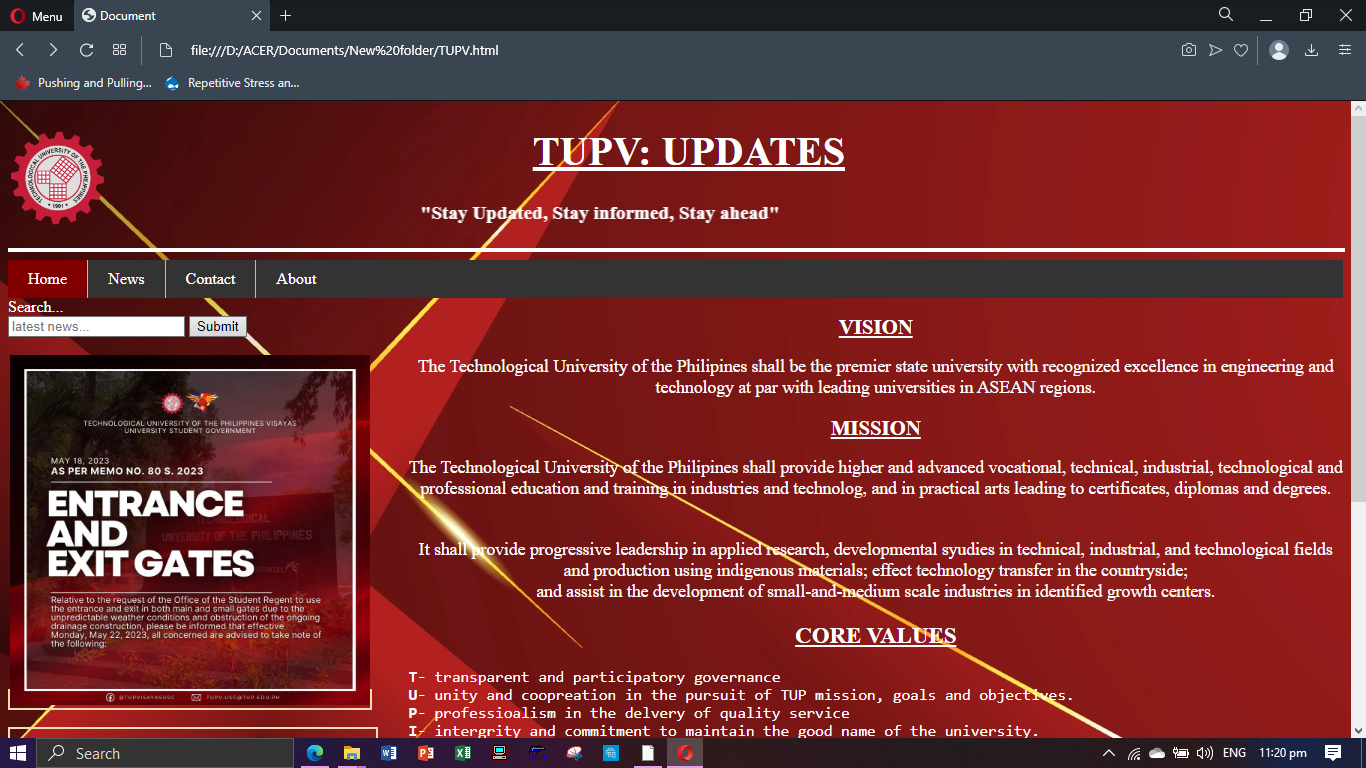 Menu
Document
file:///D:/ACER/Documents/New%20folder/TUPV.html
Pushing and Pulling...
Repetitive Stress an...
TECHNOLOGICAL UNIVERSITY OF THE PHILIPPINES
1901
TUPV: UPDATES
"Stay Updated, Stay informed, Stay ahead"
Home
News
Contact
About
Search...
latest news...
Submit
TECHNOLOGICAL UNIVERSITY OF THE PHILIPPINES VISAYAS
UNIVERSITY STUDENT GOVERNMENT
MAY 18, 2023
AS PER MEMO NO. 80 S. 2023
ENTRANCE
AND
EXIT GATES
TECHNOLOGICAL
UNIVERSITY OF THE PHILIPPINES
Relative to the request of the Office of the Student Regent to use
the entrance and exit in both main and small gates due to the
unpredictable weather conditions and obstruction of the ongoing
drainage construction, please be informed that effective
Monday, May 22, 2023, all concerned are advised to take note of
the following:
@TUPVISAYASUSG
TUPV.USG@TUP.EDU.PH
VISION
The Technological University of the Philipines shall be the premier state university with recognized excellence in engineering and
technology at par with leading universities in ASEAN regions.
MISSION
The Technological University of the Philipines shall provide higher and advanced vocational, technical, industrial, technological and
professional education and training in industries and technolog, and in practical arts leading to certificates, diplomas and degrees.
It shall provide progressive leadership in applied research, developmental syudies in technical, industrial, and technological fields
and production using indigenous materials; effect technology transfer in the countryside;
and assist in the development of small-and-medium scale industries in identified growth centers.
CORE VALUES
T- transparent and participatory governance
U- unity and coopreation in the pursuit of TUP mission, goals and objectives.
P- professioalism in the delvery of quality service
I- intergrity and commitment to maintain the good name of the university.
Search
ENG
11:20 pm